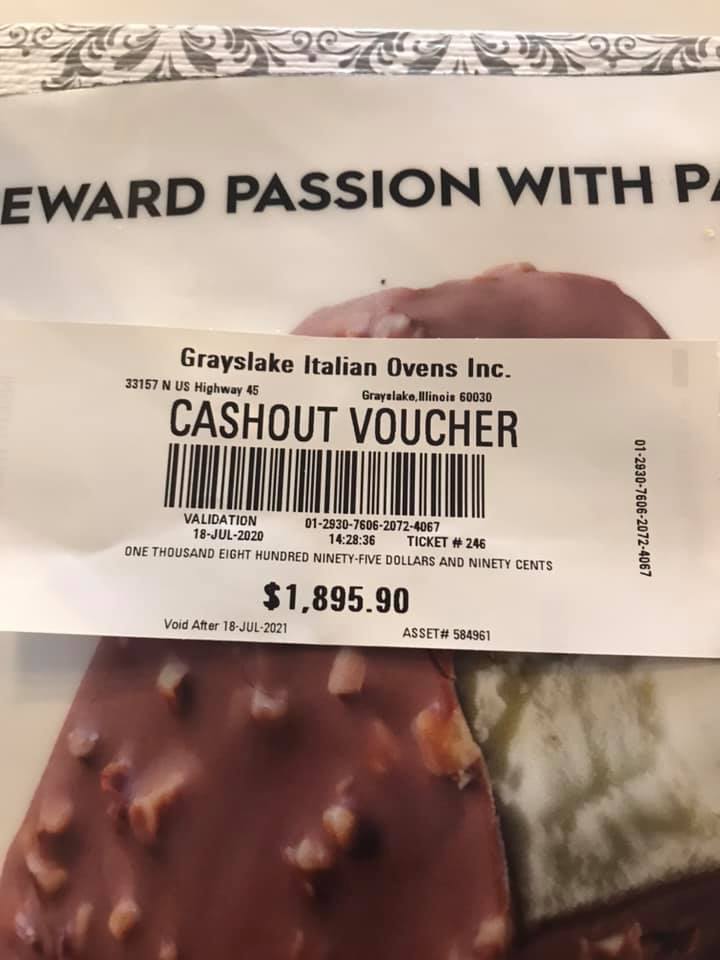 EWARD PASSION WITH PA
Grayslake Italian Ovens Inc.
33157 N US Highway 45
Grayslake,Illinois 60030
CASHOUT VOUCHER
VALIDATION 01-2930-7606-2072-4067
18-JUL-2020 14:28:36 TICKET # 246
ONE THOUSAND EIGHT HUNDRED NINETY-FIVE DOLLARS AND NINETY CENTS
$1,895.90
Void After 18-JUL-2021 ASSET# 584961
01-2930-7606-2072-4067